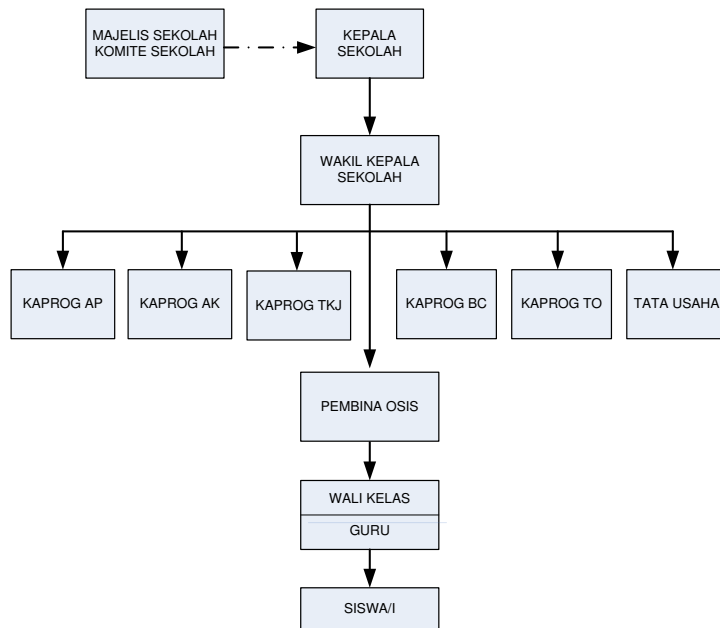 MAJELIS SEKOLAH
KOMITE SEKOLAH
KEPALA
SEKOLAH
WAKIL KEPALA
SEKOLAH
KAPROG AP
KAPROG AK
KAPROG TKJ
KAPROG BC
KAPROG TO
TATA USAHA
PEMBINA OSIS
WALI KELAS
GURU
SISWA/I